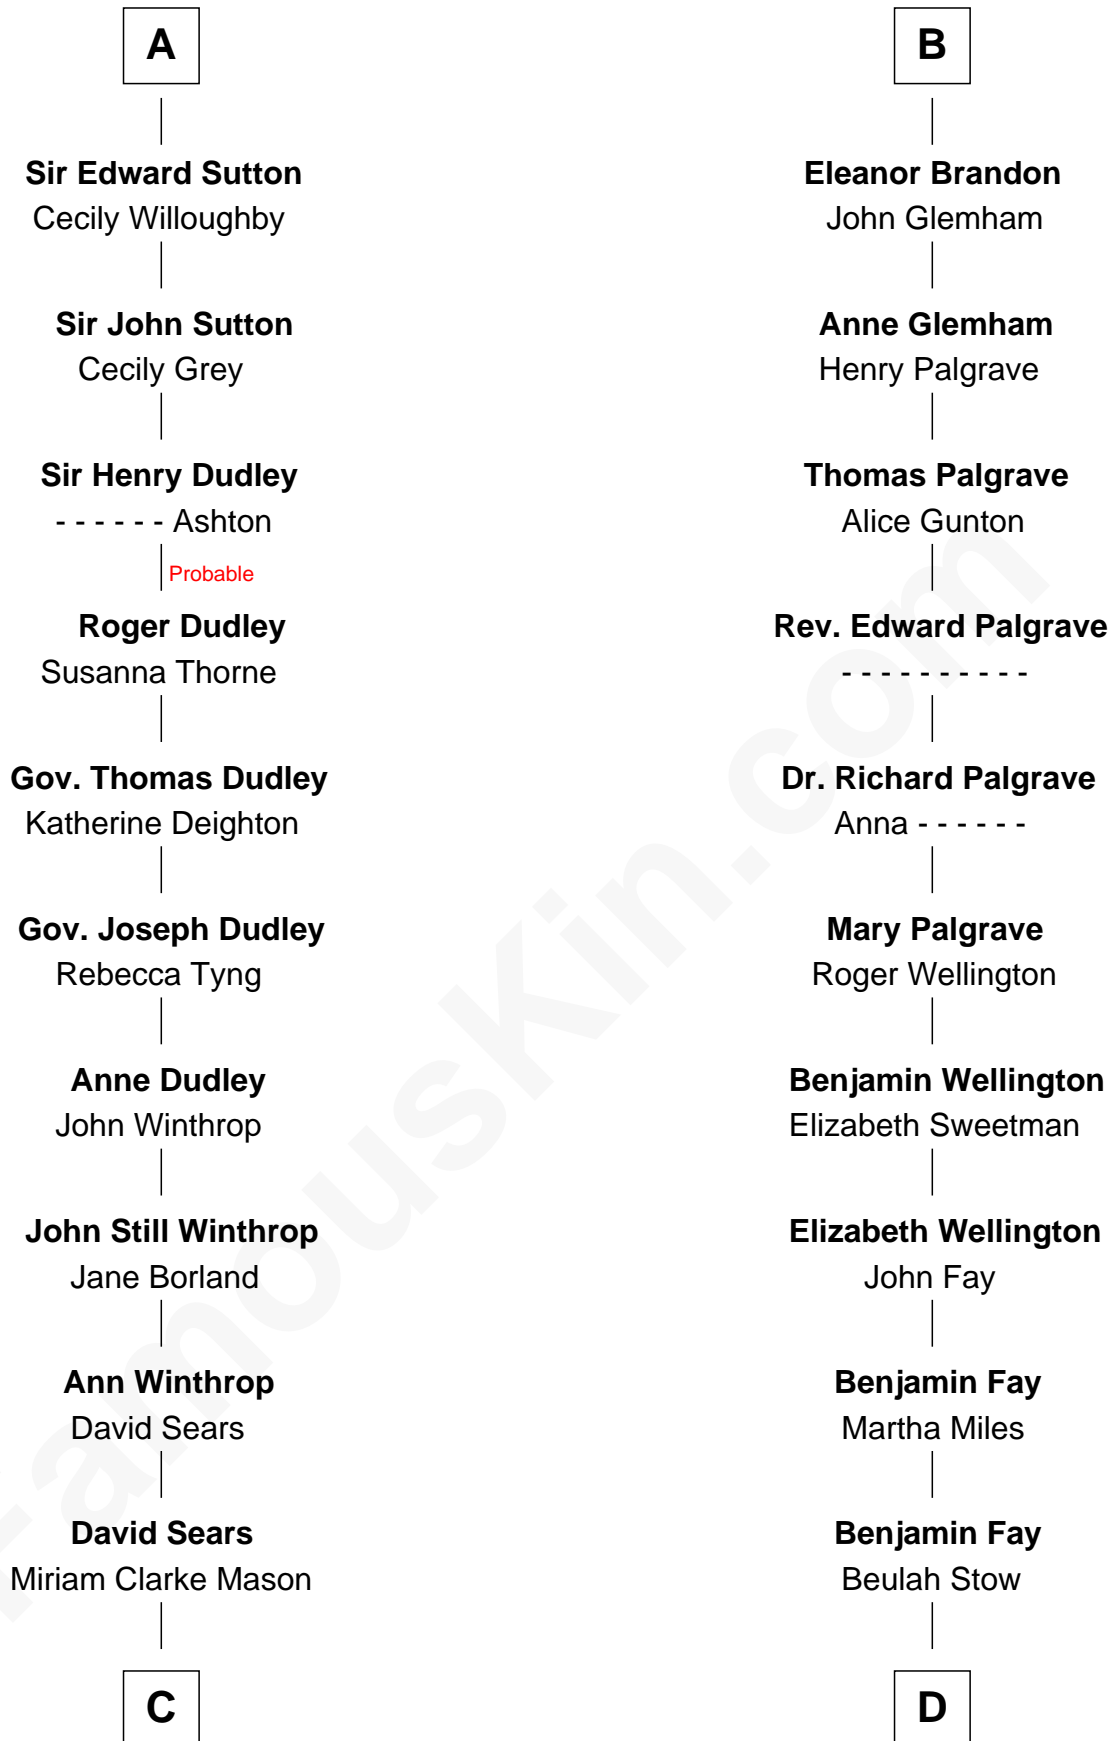 A
Sir Edward Sutton
Cecily Willoughby
Sir John Sutton
Cecily Grey
Sir Henry Dudley
- - - - - - Ashton
Probable
Roger Dudley
Susanna Thorne
Gov. Thomas Dudley
Katherine Deighton
Gov. Joseph Dudley
Rebecca Tyng
Anne Dudley
John Winthrop
John Still Winthrop
Jane Borland
Ann Winthrop
David Sears
David Sears
Miriam Clarke Mason
C
B
Eleanor Brandon
John Glemham
Anne Glemham
Henry Palgrave
Thomas Palgrave
Alice Gunton
Rev. Edward Palgrave
- - - - - - - - - -
Dr. Richard Palgrave
Anna - - - - - -
Mary Palgrave
Roger Wellington
Benjamin Wellington
Elizabeth Sweetman
Elizabeth Wellington
John Fay
Benjamin Fay
Martha Miles
Benjamin Fay
Beulah Stow
D
FamousKin.com